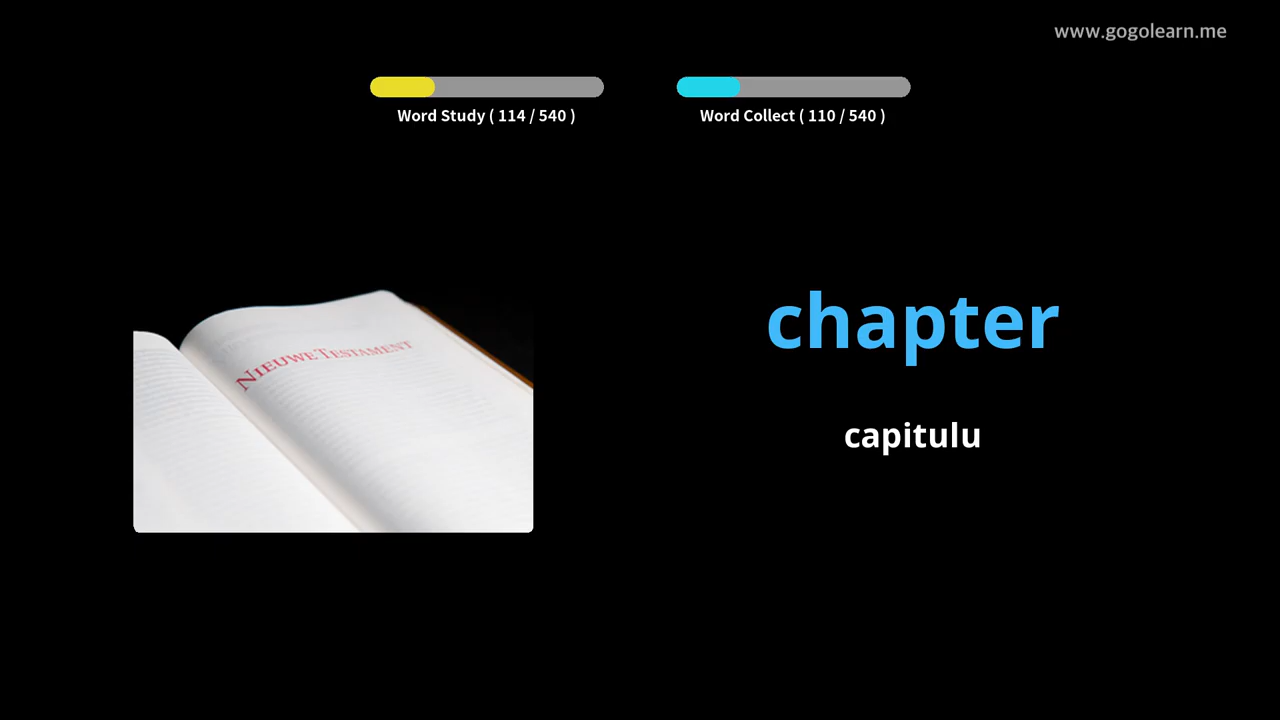 www.gogolearn.me
Word Study ( 114 / 540 )
Word Collect ( 110 / 540 )
NIEUWE TESTAMENT
chapter
capitulu